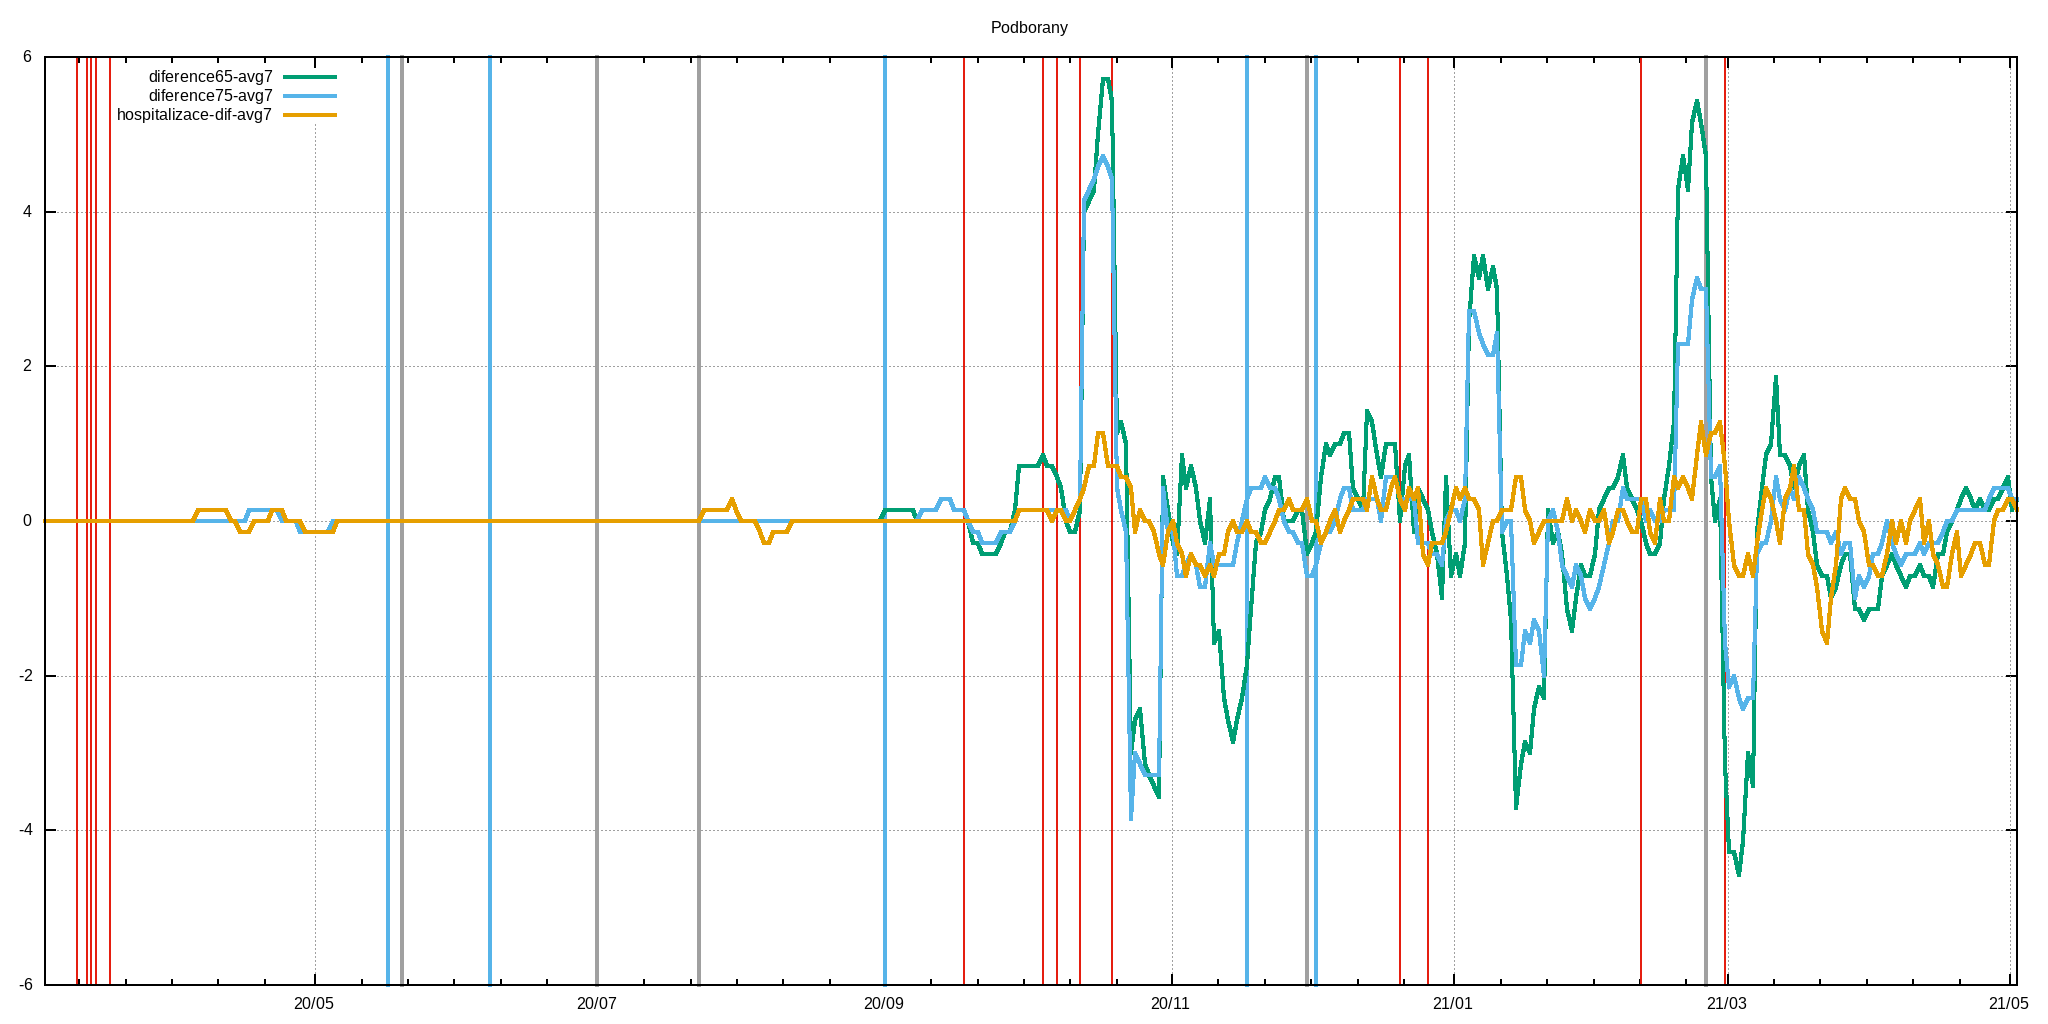 Podborany
6
diference65-avg7
diference75-avg7
hospitalizace-dif-avg7
4
2
0
-2
-4
-6
20/05 20/07 20/09 20/11 21/01 21/03 21/05